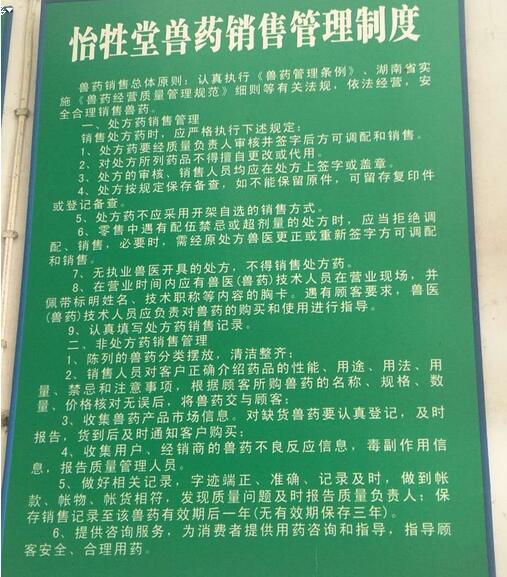 怡牲堂兽药销售管理制度
兽药销售总体原则：认真执行《兽药管理条例》、湖南省实
施《兽药经营质量管理规范》细则等有关法规，依法经营，安
全合理销售兽药。
一、处方药销售管理
销售处方药时，应严格执行下述规定：
1、处方药要经质量负责人审核并签字后方可调配和销售。
2、对处方所列药品不得擅自更改或代用。
3、处方的审核、销售人员均应在处方上签字或盖章。
4、处方按规定保存备查，如不能保留原件，可留存复印件
或登记备查。
5、处方药不应采用开架自选的销售方式。
6、零售中遇有配伍禁忌或超剂量的处方时，应当拒绝调
配、销售，必要时，需经原处方兽医更正或重新签字方可调配
和销售。
7、无执业兽医开具的处方，不得销售处方药。
8、在营业时间内应有兽医(兽药)技术人员在营业现场，并
佩带标明姓名、技术职称等内容的胸卡。遇有顾客要求，兽医
(兽药)技术人员应负责对兽药的购买和使用进行指导。
9、认真填写处方药销售记录。
二、非处方药销售管理
1、陈列的兽药分类摆放，清洁整齐；
2、销售人员对客户正确介绍药品的性能、用途、用法、用
量、禁忌和注意事项，根据顾客所购兽药的名称、规格、数
量、价格核对无误后，将兽药交与顾客；
3、收集兽药产品市场信息。对缺货兽药要认真登记，及时
报告，货到后及时通知客户购买；
4、收集用户、经销商的兽药不良反应信息，毒副作用信
息，报告质量管理人员。
5、做好相关记录，字迹端正、准确、记录及时，做到帐
款、帐物、帐货相符，发现质量问题及时报告质量负责人；保
存销售记录至该兽药有效期后一年(无有效期保存三年)。
6、提供咨询服务，为消费者提供用药咨询和指导，指导顾
客安全、合理用药。